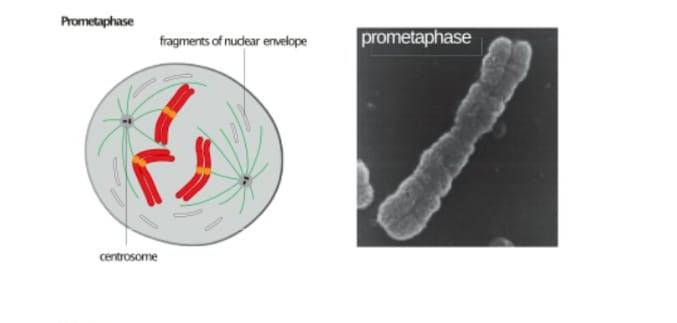 Prometaphase
fragments of nuclear envelope
prometaphase
centrosome